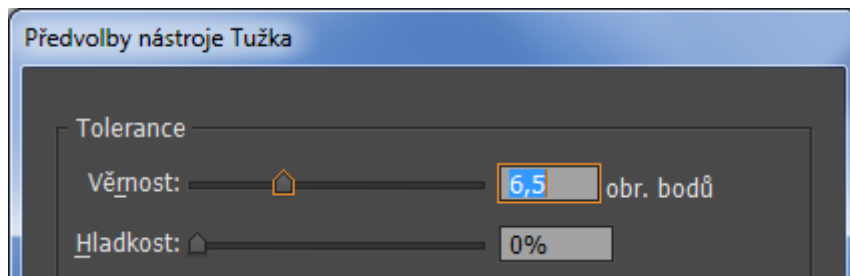 Předvolby nástroje Tužka
Tolerance
Věrnost: 6,5 obr. bodů
Hladkost: 0%